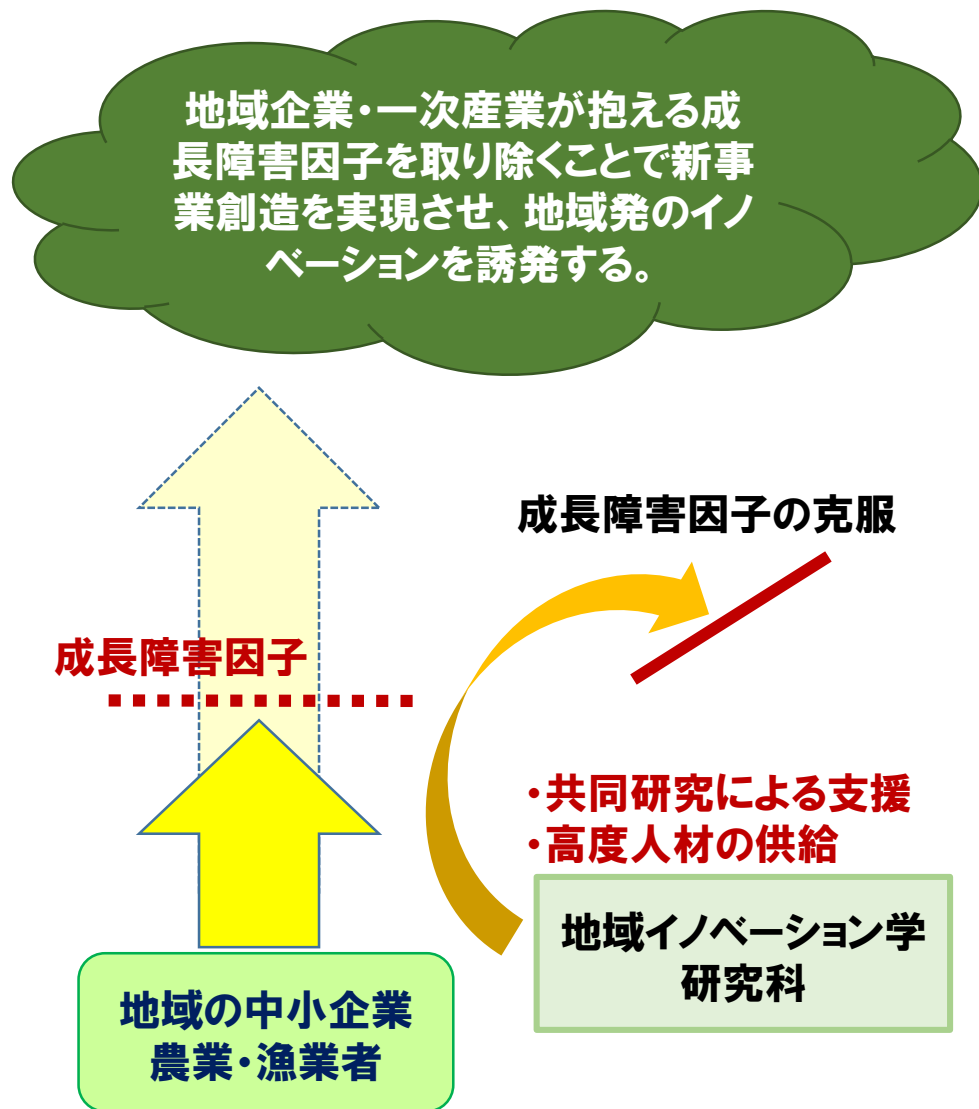 地域企業・一次産業が抱える成
長障害因子を取り除くことで新事
業創造を実現させ、地域発のイノ
ベーションを誘発する。
成長障害因子の克服
成長障害因子
・共同研究による支援
・高度人材の供給
地域イノベーション学
研究科
地域の中小企業
農業・漁業者